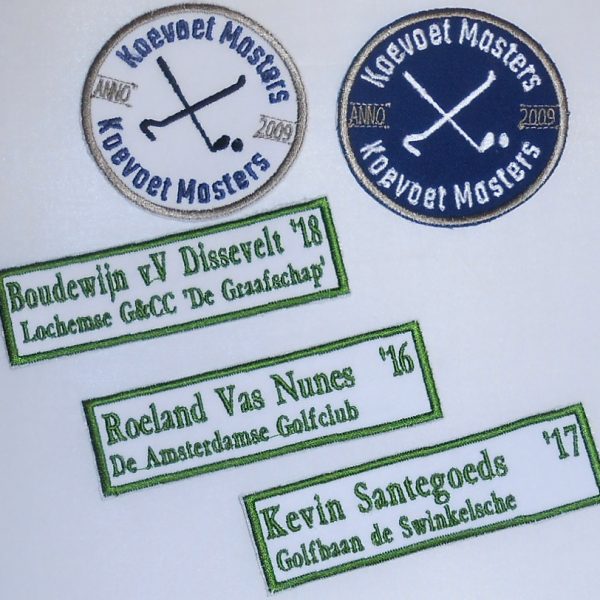 Koevoet Masters
ANNO 2009
Koevoet Masters
Koevoet Masters
ANNO 2009
Koevoet Masters
Boudewijn vV Dissevelt '18
Lochemse G&CC 'De Graafschap'
Roeland Vas Nunes '16
De Amsterdamse Golfclub
Kevin Santegoeds '17
Golfbaan de Swinkelsche